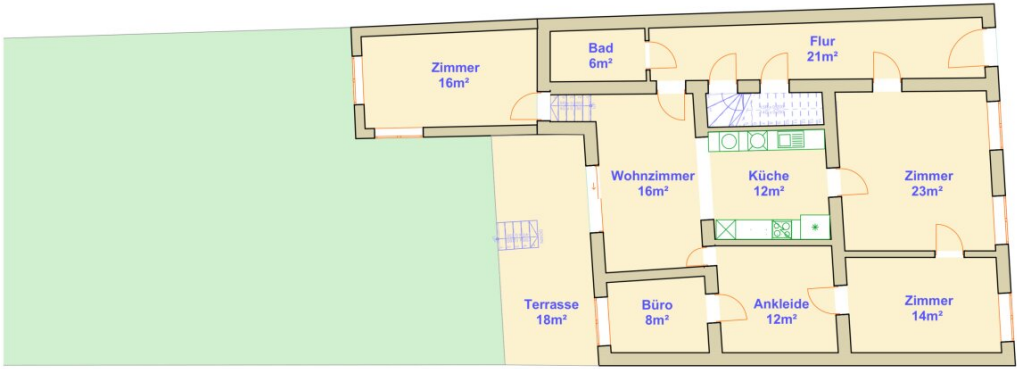 Bad
6m²
Flur
21m²
Zimmer
16m²
Wohnzimmer
16m²
Küche
12m²
Zimmer
23m²
Terrasse
18m²
Büro
8m²
Ankleide
12m²
Zimmer
14m²